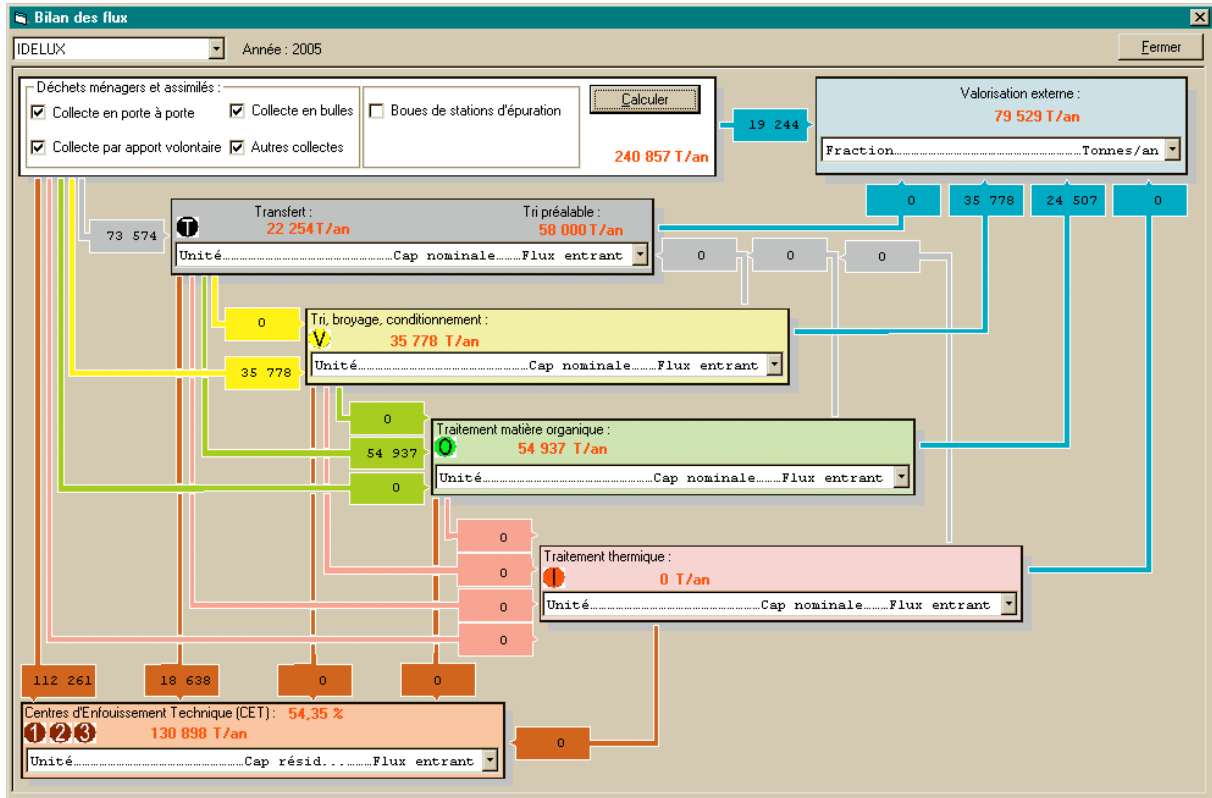 Bilan des flux
IDELUX
Année : 2005
Fermer
Déchets ménagers et assimilés :
Collecte en porte à porte
Collecte en bulles
Boues de stations d'épuration
Calculer
Collecte par apport volontaire
Autres collectes
240 857 T/an
19 244
Valorisation externe :
79 529 T/an
Fraction.....Tonnes/an
0
35 778
24 507
0
73 574
T
Transfert :
Tri préalable :
22 254 T/an
58 000 T/an
Unité.....Cap nominale.....Flux entrant
0
0
0
0
Tri, broyage, conditionnement :
V
35 778 T/an
35 778
Unité.....Cap nominale.....Flux entrant
0
Traitement matière organique :
O
54 937 T/an
54 937
Unité.....Cap nominale.....Flux entrant
0
0
Traitement thermique :
I
0 T/an
0
Unité.....Cap nominale.....Flux entrant
0
0
112 261
18 638
0
0
Centres d'Enfouissement Technique (CET) : 54,35 %
1 2 3
130 898 T/an
0
Unité.....Cap résid........Flux entrant